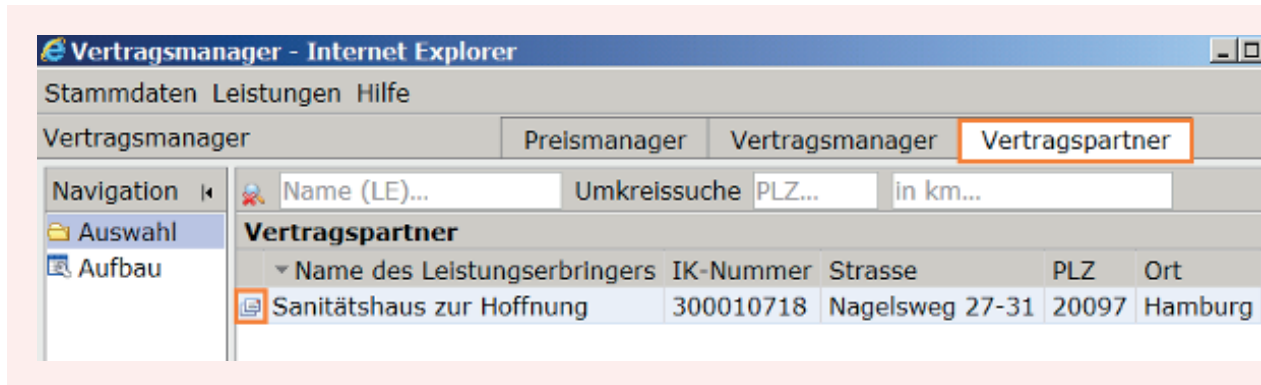 Vertragsmanager - Internet Explorer
Stammdaten Leistungen Hilfe
Vertragsmanager Preismanager Vertragsmanager Vertragspartner
Navigation Name (LE)... Umkreissuche PLZ... in km...
Auswahl Vertragspartner
Aufbau Name des Leistungserbringers IK-Nummer Strasse PLZ Ort
Sanitätshaus zur Hoffnung 300010718 Nagelsweg 27-31 20097 Hamburg